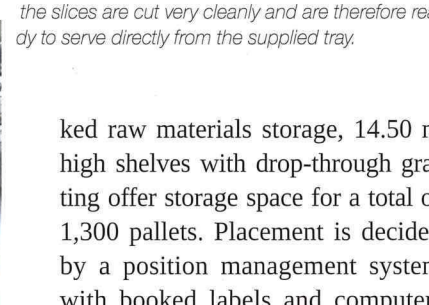 the slices are cut very cleanly and are therefore rea
dy to serve directly from the supplied tray.
ked raw materials storage, 14.50 m
high shelves with drop-through gra
ting offer storage space for a total o
1,300 pallets. Placement is decide
by a position management system
with booked labels and computer